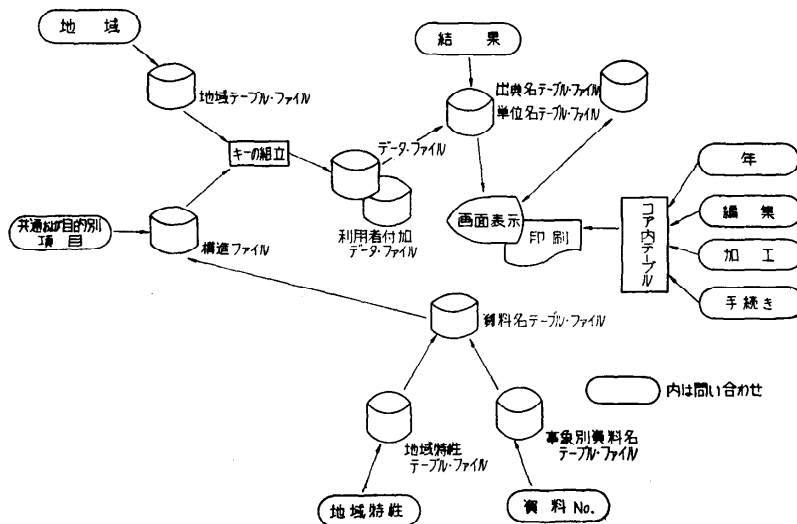 地域
結果
地域テーブル・ファイル
出典名テーブル・ファイル
単位名テーブル・ファイル
キーの組立
データ・ファイル
年
編集
加工
手続き
コア内テーブル
画面表示
印刷
共通および目的別
項目
構造ファイル
利用者付加
データ・ファイル
資料名テーブル・ファイル
内は問い合わせ
地域特性
テーブル・ファイル
事象別資料名
テーブル・ファイル
地域特性
資料 No.